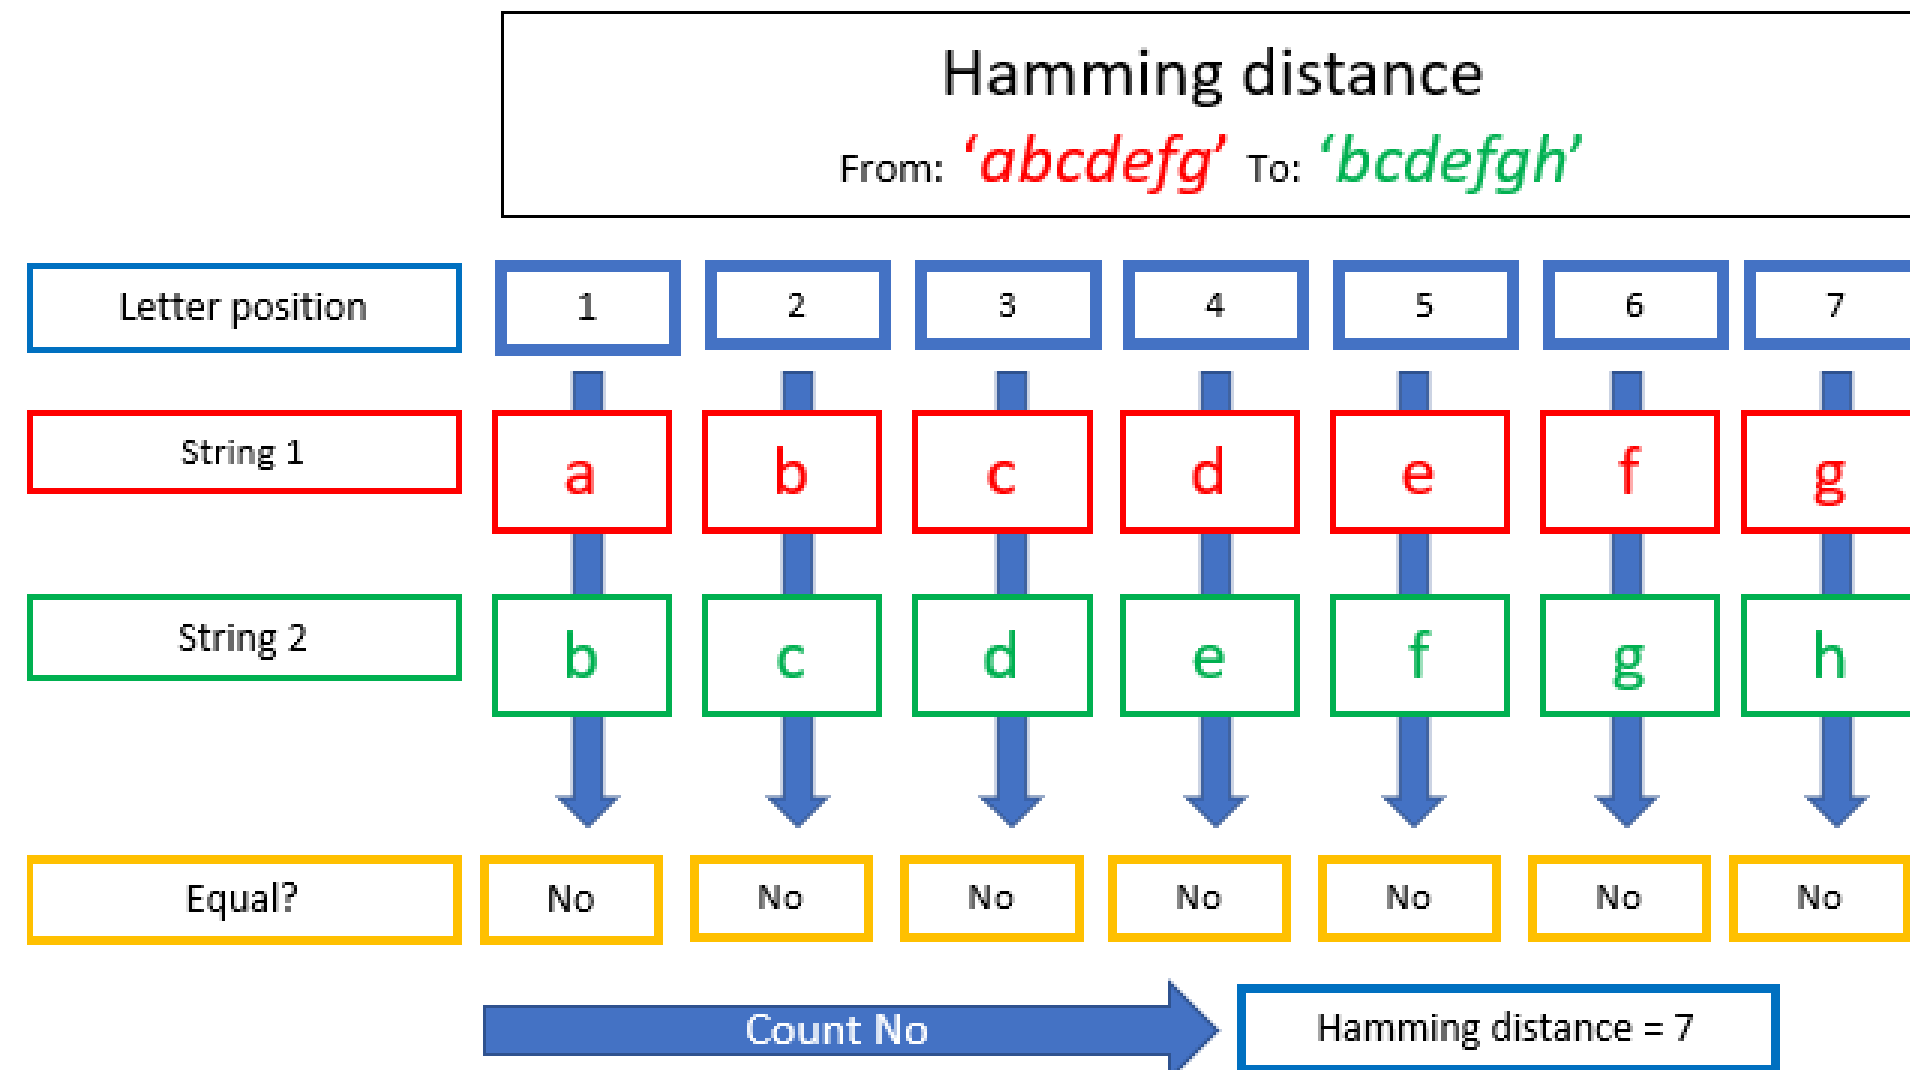 Hamming distance
From: ‘abcdefg’ To: ‘bcdefgh’
Letter position 1 2 3 4 5 6 7
String 1 a b c d e f g
String 2 b c d e f g h
Equal? No No No No No No No
Count No Hamming distance = 7